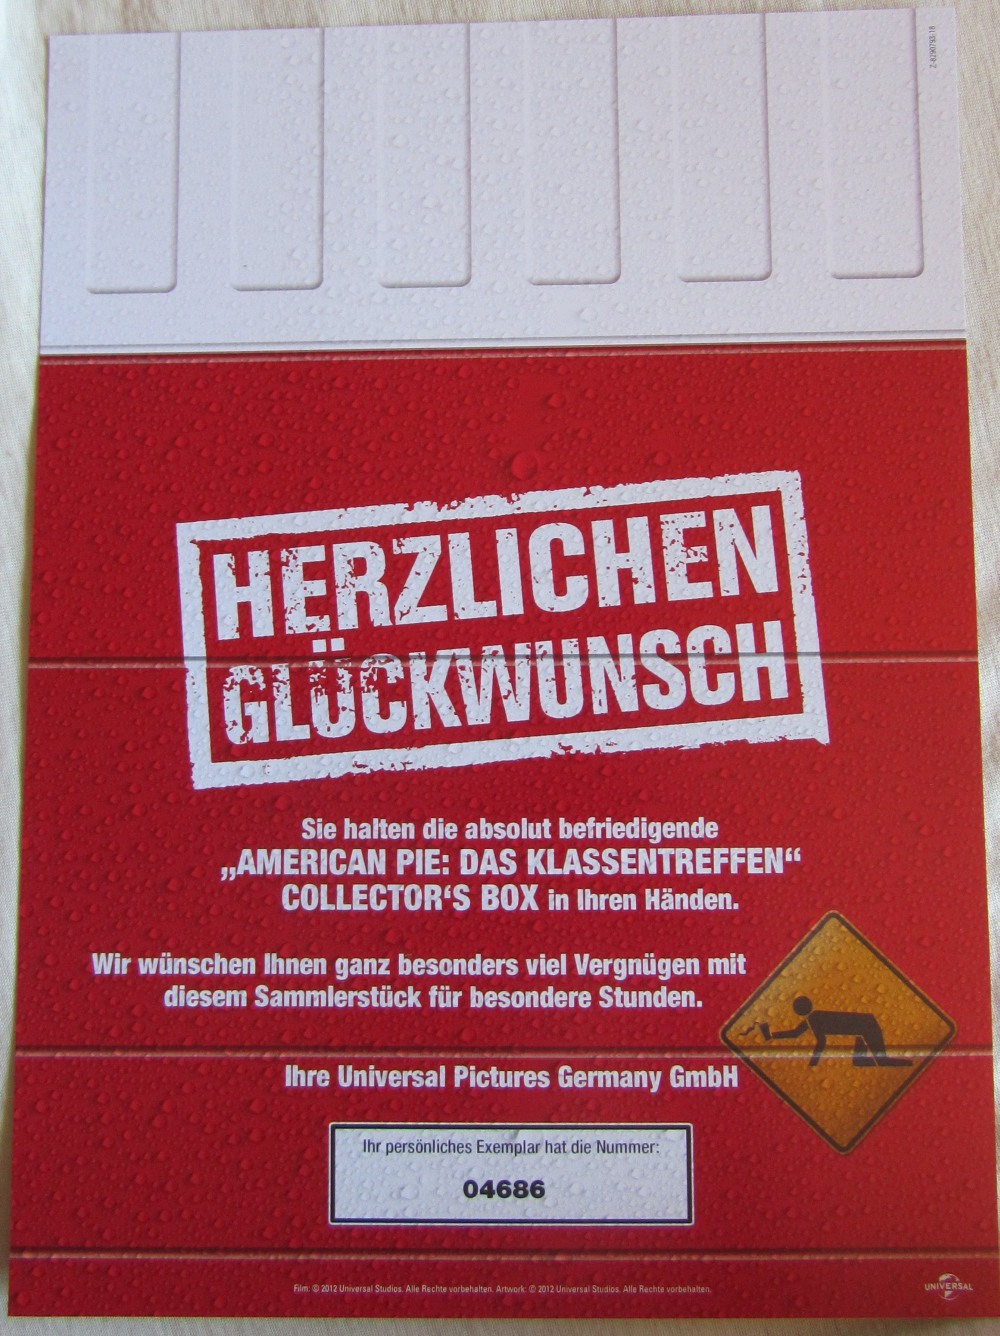 Z-8290793-18
HERZLICHEN
GLÜCKWUNSCH
Sie halten die absolut befriedigende
„AMERICAN PIE: DAS KLASSENTREFFEN“
COLLECTOR‘S BOX in Ihren Händen.
Wir wünschen Ihnen ganz besonders viel Vergnügen mit
diesem Sammlerstück für besondere Stunden.
Ihre Universal Pictures Germany GmbH
Ihr persönliches Exemplar hat die Nummer:
04686
Film: © 2012 Universal Studios. Alle Rechte vorbehalten. Artwork: © 2012 Universal Studios. Alle Rechte vorbehalten.
UNIVERSAL